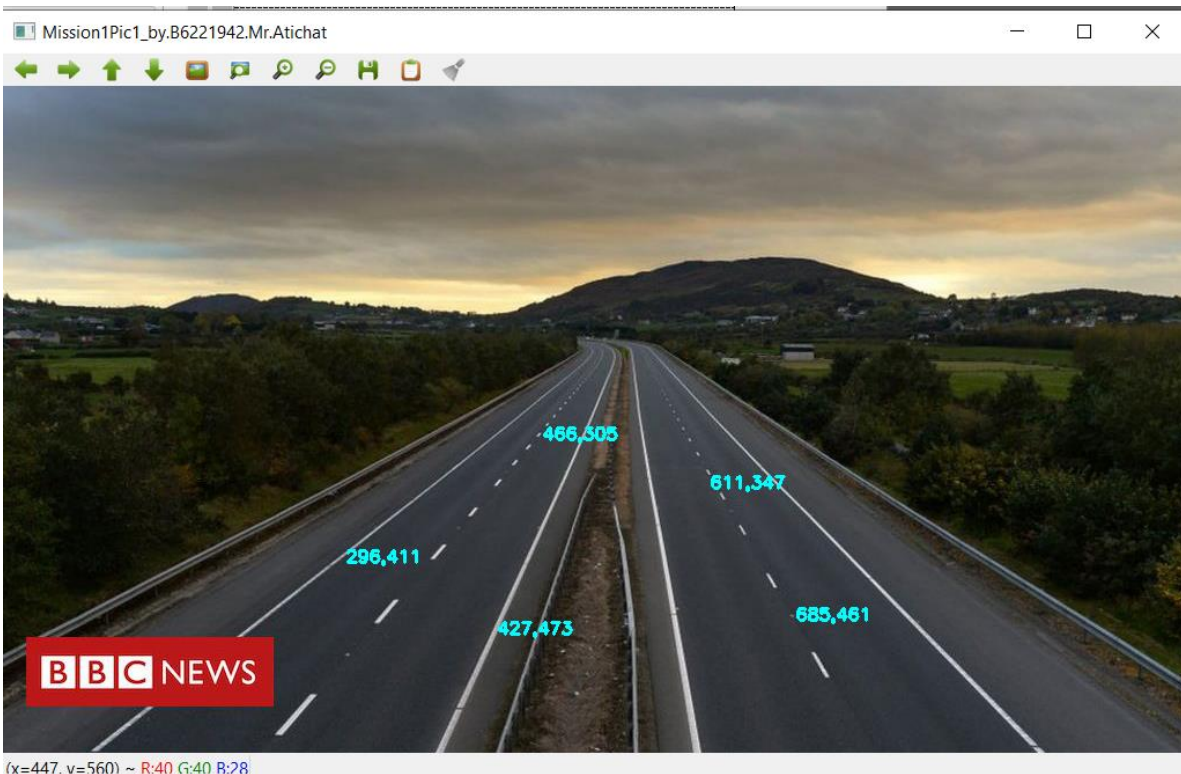 Mission1Pic1_by.B6221942.Mr.Atichat
466,305
611,347
296,411
685,461
427,473
BBC NEWS
(x=447, y=560) ~ R:40 G:40 B:28